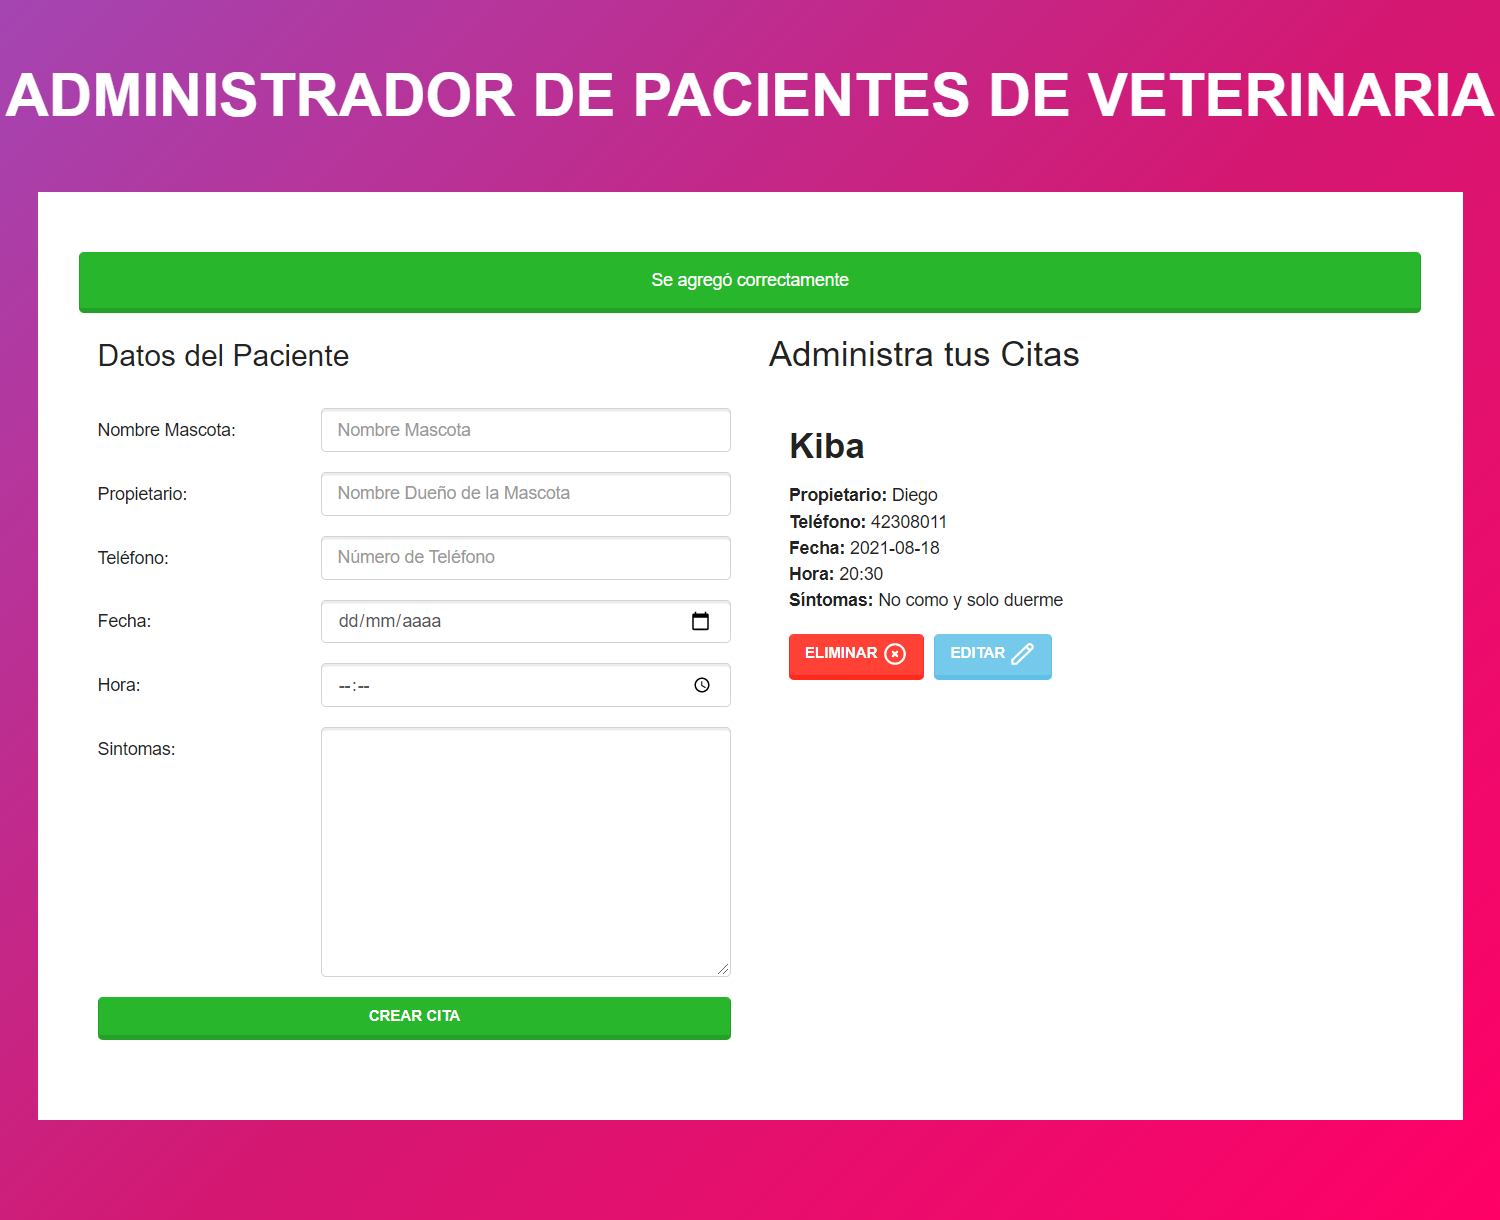 ADMINISTRADOR DE PACIENTES DE VETERINARIA
Se agregó correctamente
Datos del Paciente
Nombre Mascota:
Nombre Mascota
Propietario:
Nombre Dueño de la Mascota
Teléfono:
Número de Teléfono
Fecha:
dd/mm/aaaa
Hora:
--:--
Sintomas:
CREAR CITA
Administra tus Citas
Kiba
Propietario: Diego
Teléfono: 42308011
Fecha: 2021-08-18
Hora: 20:30
Síntomas: No como y solo duerme
ELIMINAR
EDITAR